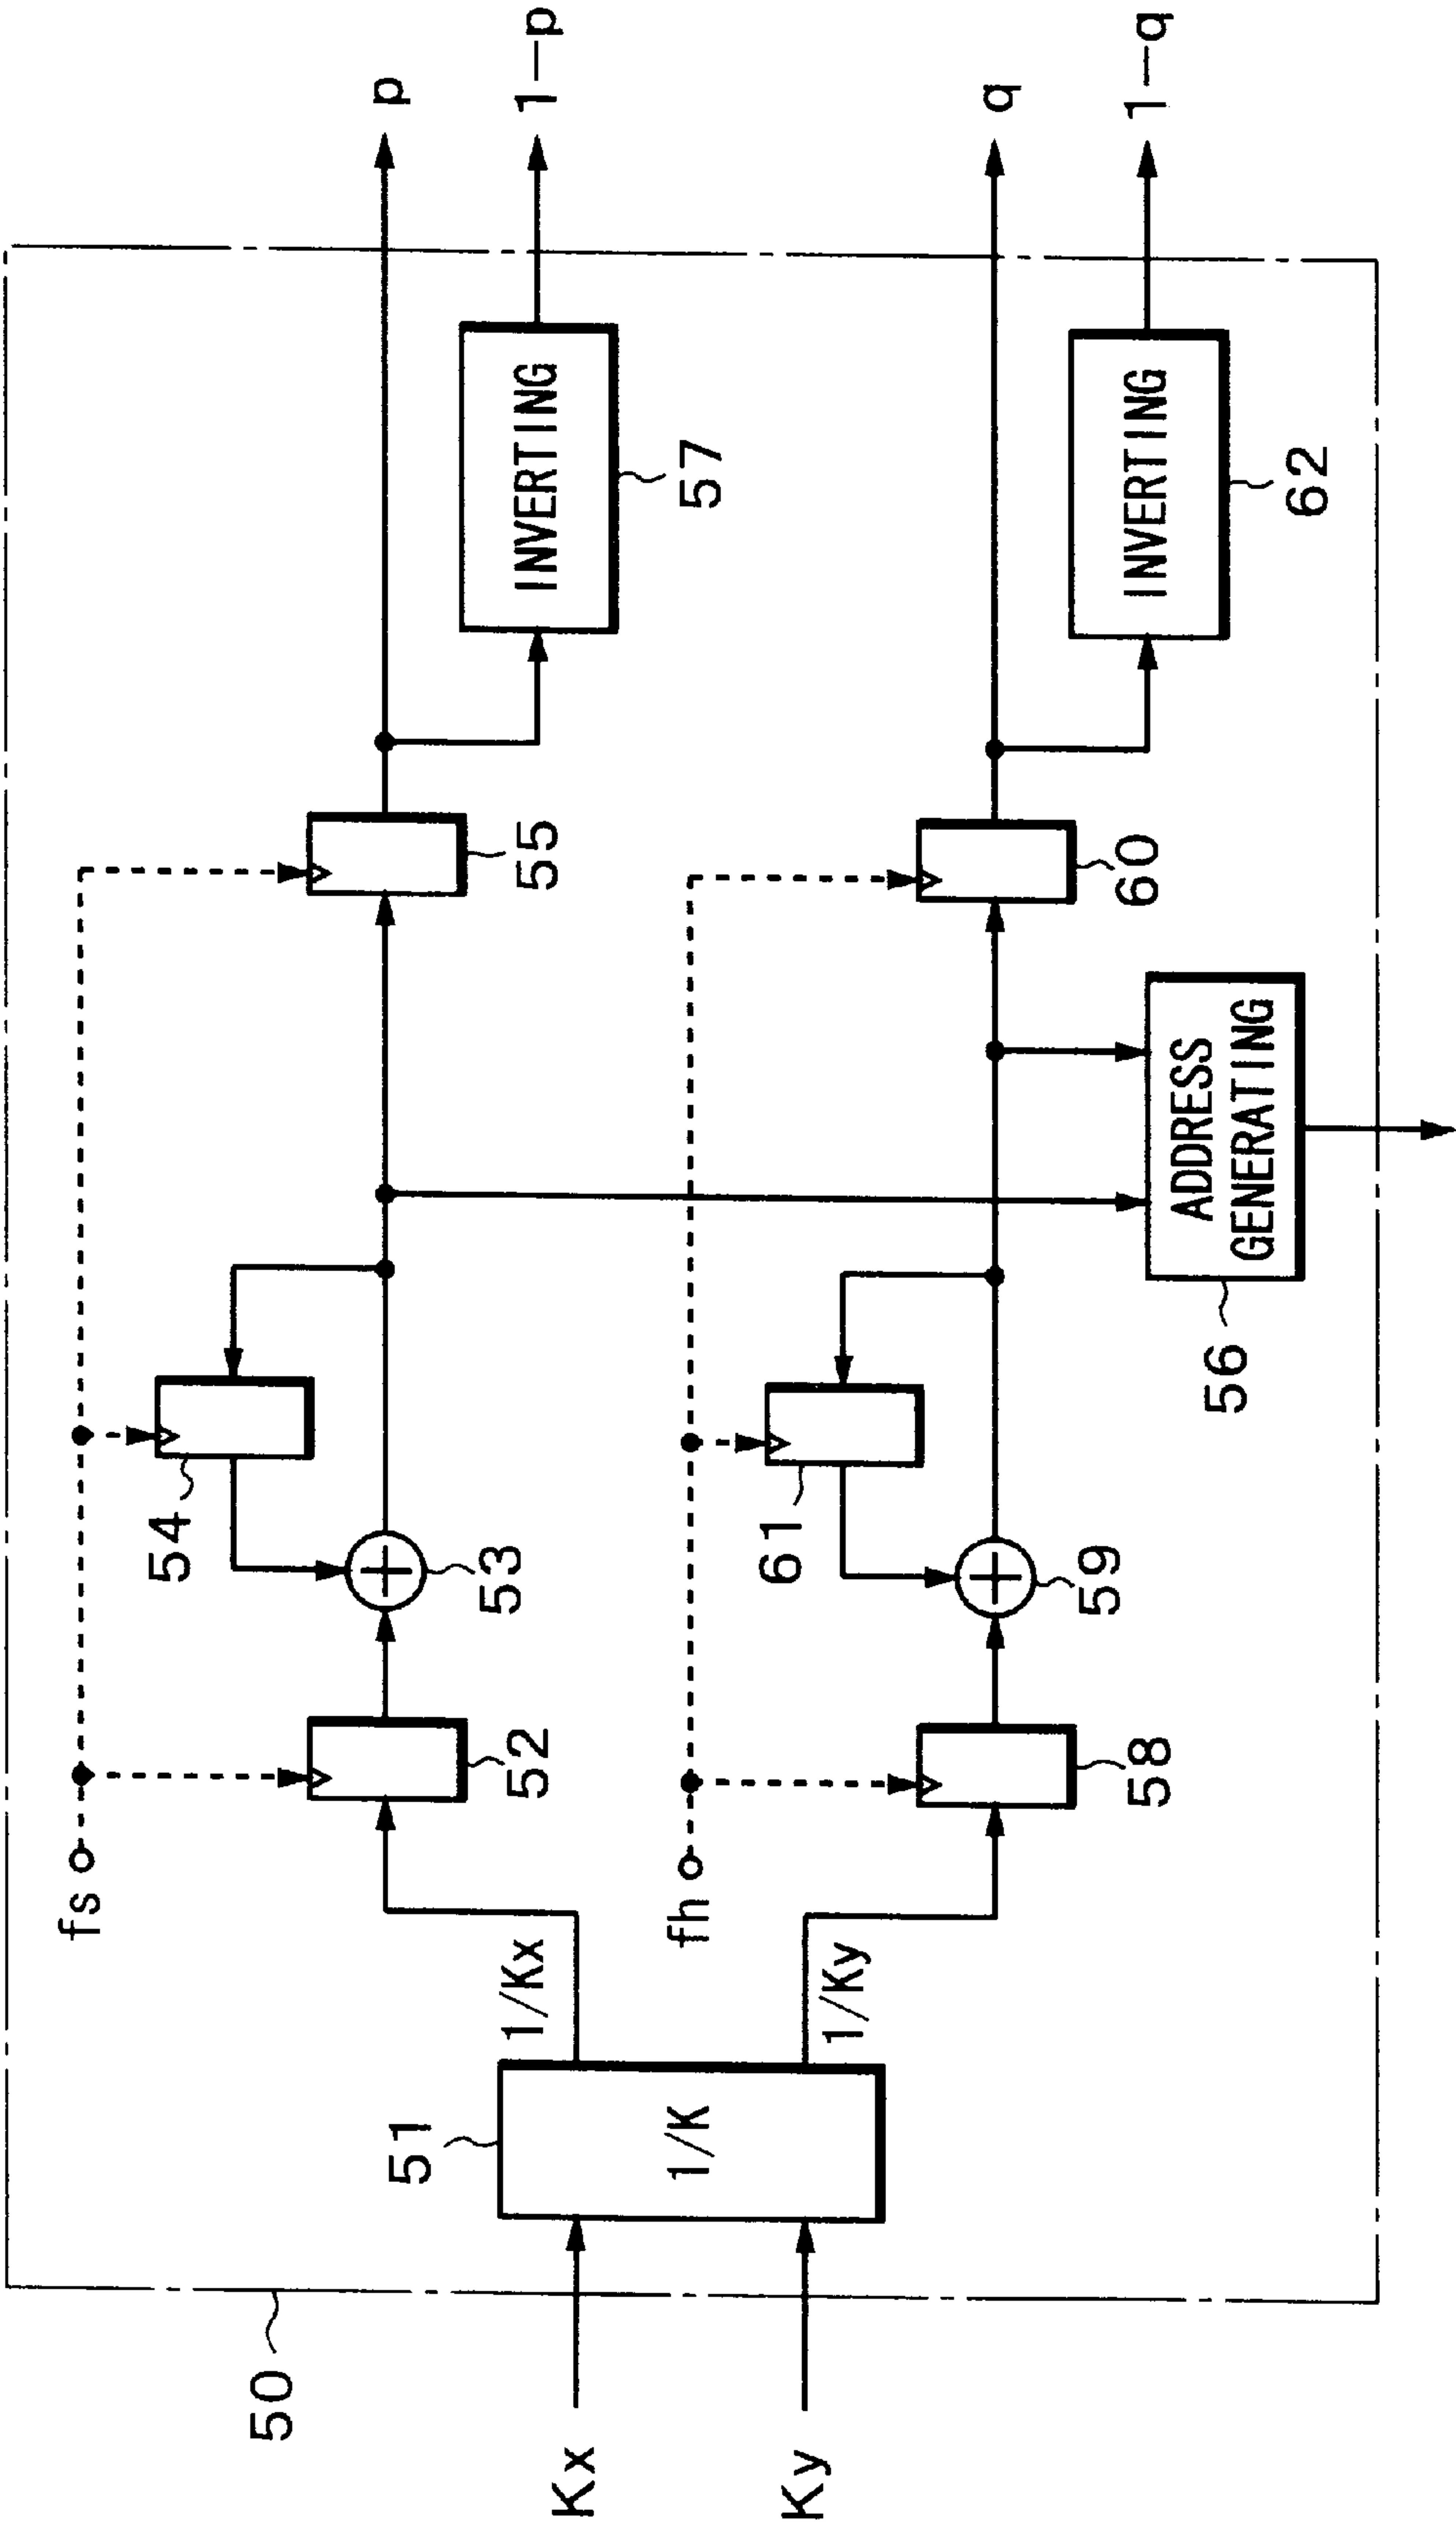 50
Kx
Ky
51
1/K
1/Kx
1/Ky
fs
fh
52
53
54
55
INVERTING
57
p
1—p
58
59
61
60
ADDRESS
GENERATING
56
INVERTING
62
q
1—q